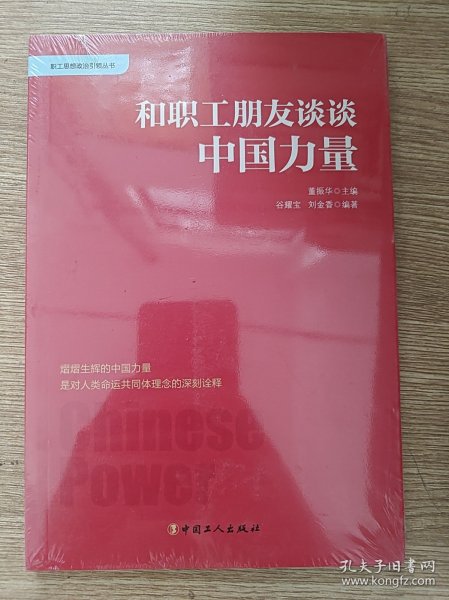 职工思想政治引领丛书
和职工朋友谈谈
中国力量
董振华○主编
谷耀宝 刘金香○编著
熠熠生辉的中国力量
是对人类命运共同体理念的深刻诠释
Chinese
Power
中国工人出版社
孔夫子旧书网
www.kongfz.com